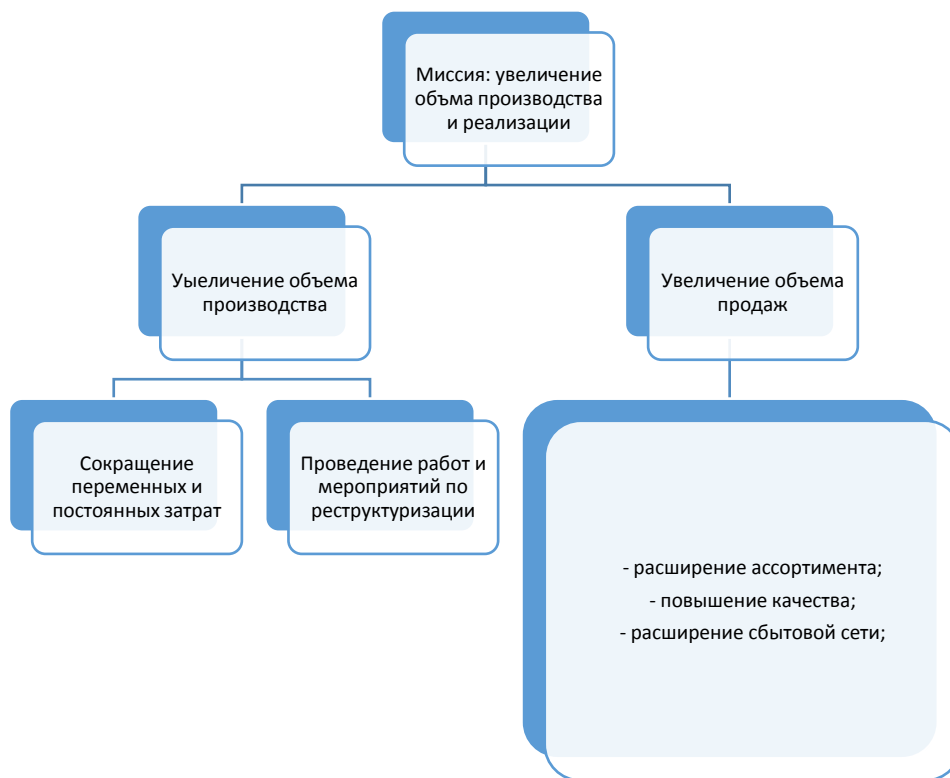 Миссия: увеличение
объма производства
и реализации
Уыеличение объема
производства
Увеличение объема
продаж
Сокращение
переменных и
постоянных затрат
Проведение работ и
мероприятий по
реструктуризации
- расширение ассортимента;
- повышение качества;
- расширение сбытовой сети;